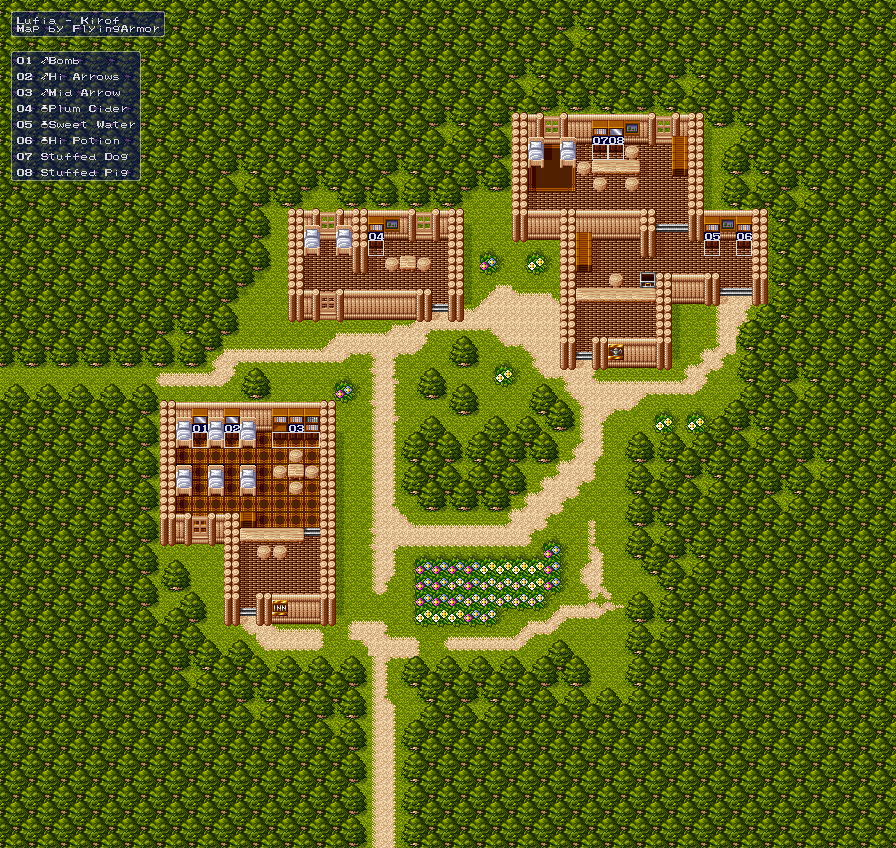 Lufia - Kirof
Map by FlyingArmor
01 Bomb
02 Hi Arrows
03 Mid Arrow
04 Plum Cider
05 Sweet Water
06 Hi Potion
07 Stuffed Dog
08 Stuffed Pig
0708
04
05 06
01 02 03
INN